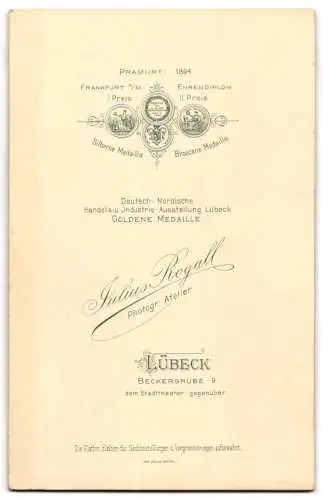 PRÄMIIRT: 1894
FRANKFURT A/M. EHRENDIPLOM
I Preis II. Preis
Silberne Medaille Broncene Medaille
Deutsch-Nordische
Handels-u. Industrie-Ausstellung Lübeck
GOLDENE MEDAILLE
Julius Rogall
Photogr. Atelier
LÜBECK
BECKERGRUBE 9
dem Stadttheater gegenüber
Die Platten bleiben für Nachbestellungen u. Vergrösserungen aufbewahrt.